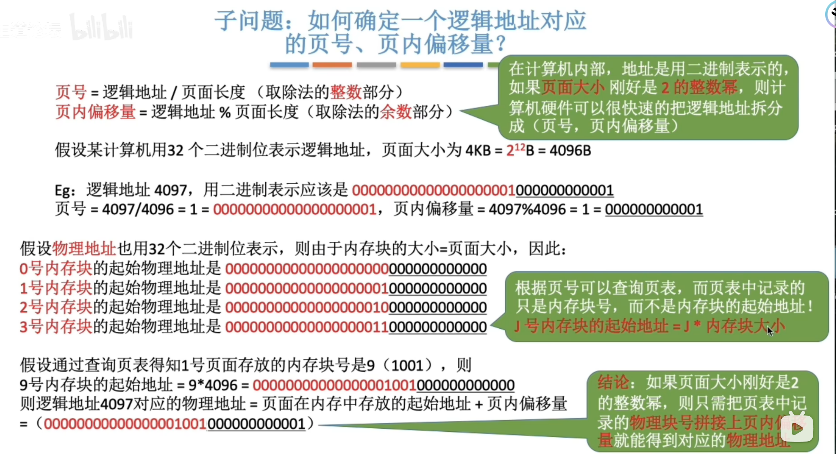 bilibili
子问题：如何确定一个逻辑地址对应
的页号、页内偏移量？
在计算机内部，地址是用二进制表示的，
如果页面大小 刚好是 2 的整数幂，则计
算机硬件可以很快速的把逻辑地址拆分
成（页号，页内偏移量）
页号 = 逻辑地址 / 页面长度 （取除法的整数部分）
页内偏移量 = 逻辑地址 % 页面长度（取除法的余数部分）
假设某计算机用32 个二进制位表示逻辑地址，页面大小为 4KB = 2¹²B = 4096B
Eg：逻辑地址 4097，用二进制表示应该是 00000000000000000001000000000001
页号 = 4097/4096 = 1 = 00000000000000000001，页内偏移量 = 4097%4096 = 1 = 000000000001
假设物理地址也用32个二进制位表示，则由于内存块的大小=页面大小，因此：
0号内存块的起始物理地址是 00000000000000000000000000000000
1号内存块的起始物理地址是 00000000000000000001000000000000
2号内存块的起始物理地址是 00000000000000000010000000000000
3号内存块的起始物理地址是 00000000000000000011000000000000
根据页号可以查询页表，而页表中记录的
只是内存块号，而不是内存块的起始地址！
J 号内存块的起始地址 = J * 内存块大小
假设通过查询页表得知1号页面存放的内存块号是9（1001），则
9号内存块的起始地址 = 9*4096 = 00000000000000001001000000000000
则逻辑地址4097对应的物理地址 = 页面在内存中存放的起始地址 + 页内偏移量
=（00000000000000001001000000000001）
结论：如果页面大小刚好是2
的整数幂，则只需把页表中记
录的物理块号拼接上页内偏移
量就能得到对应的物理地址